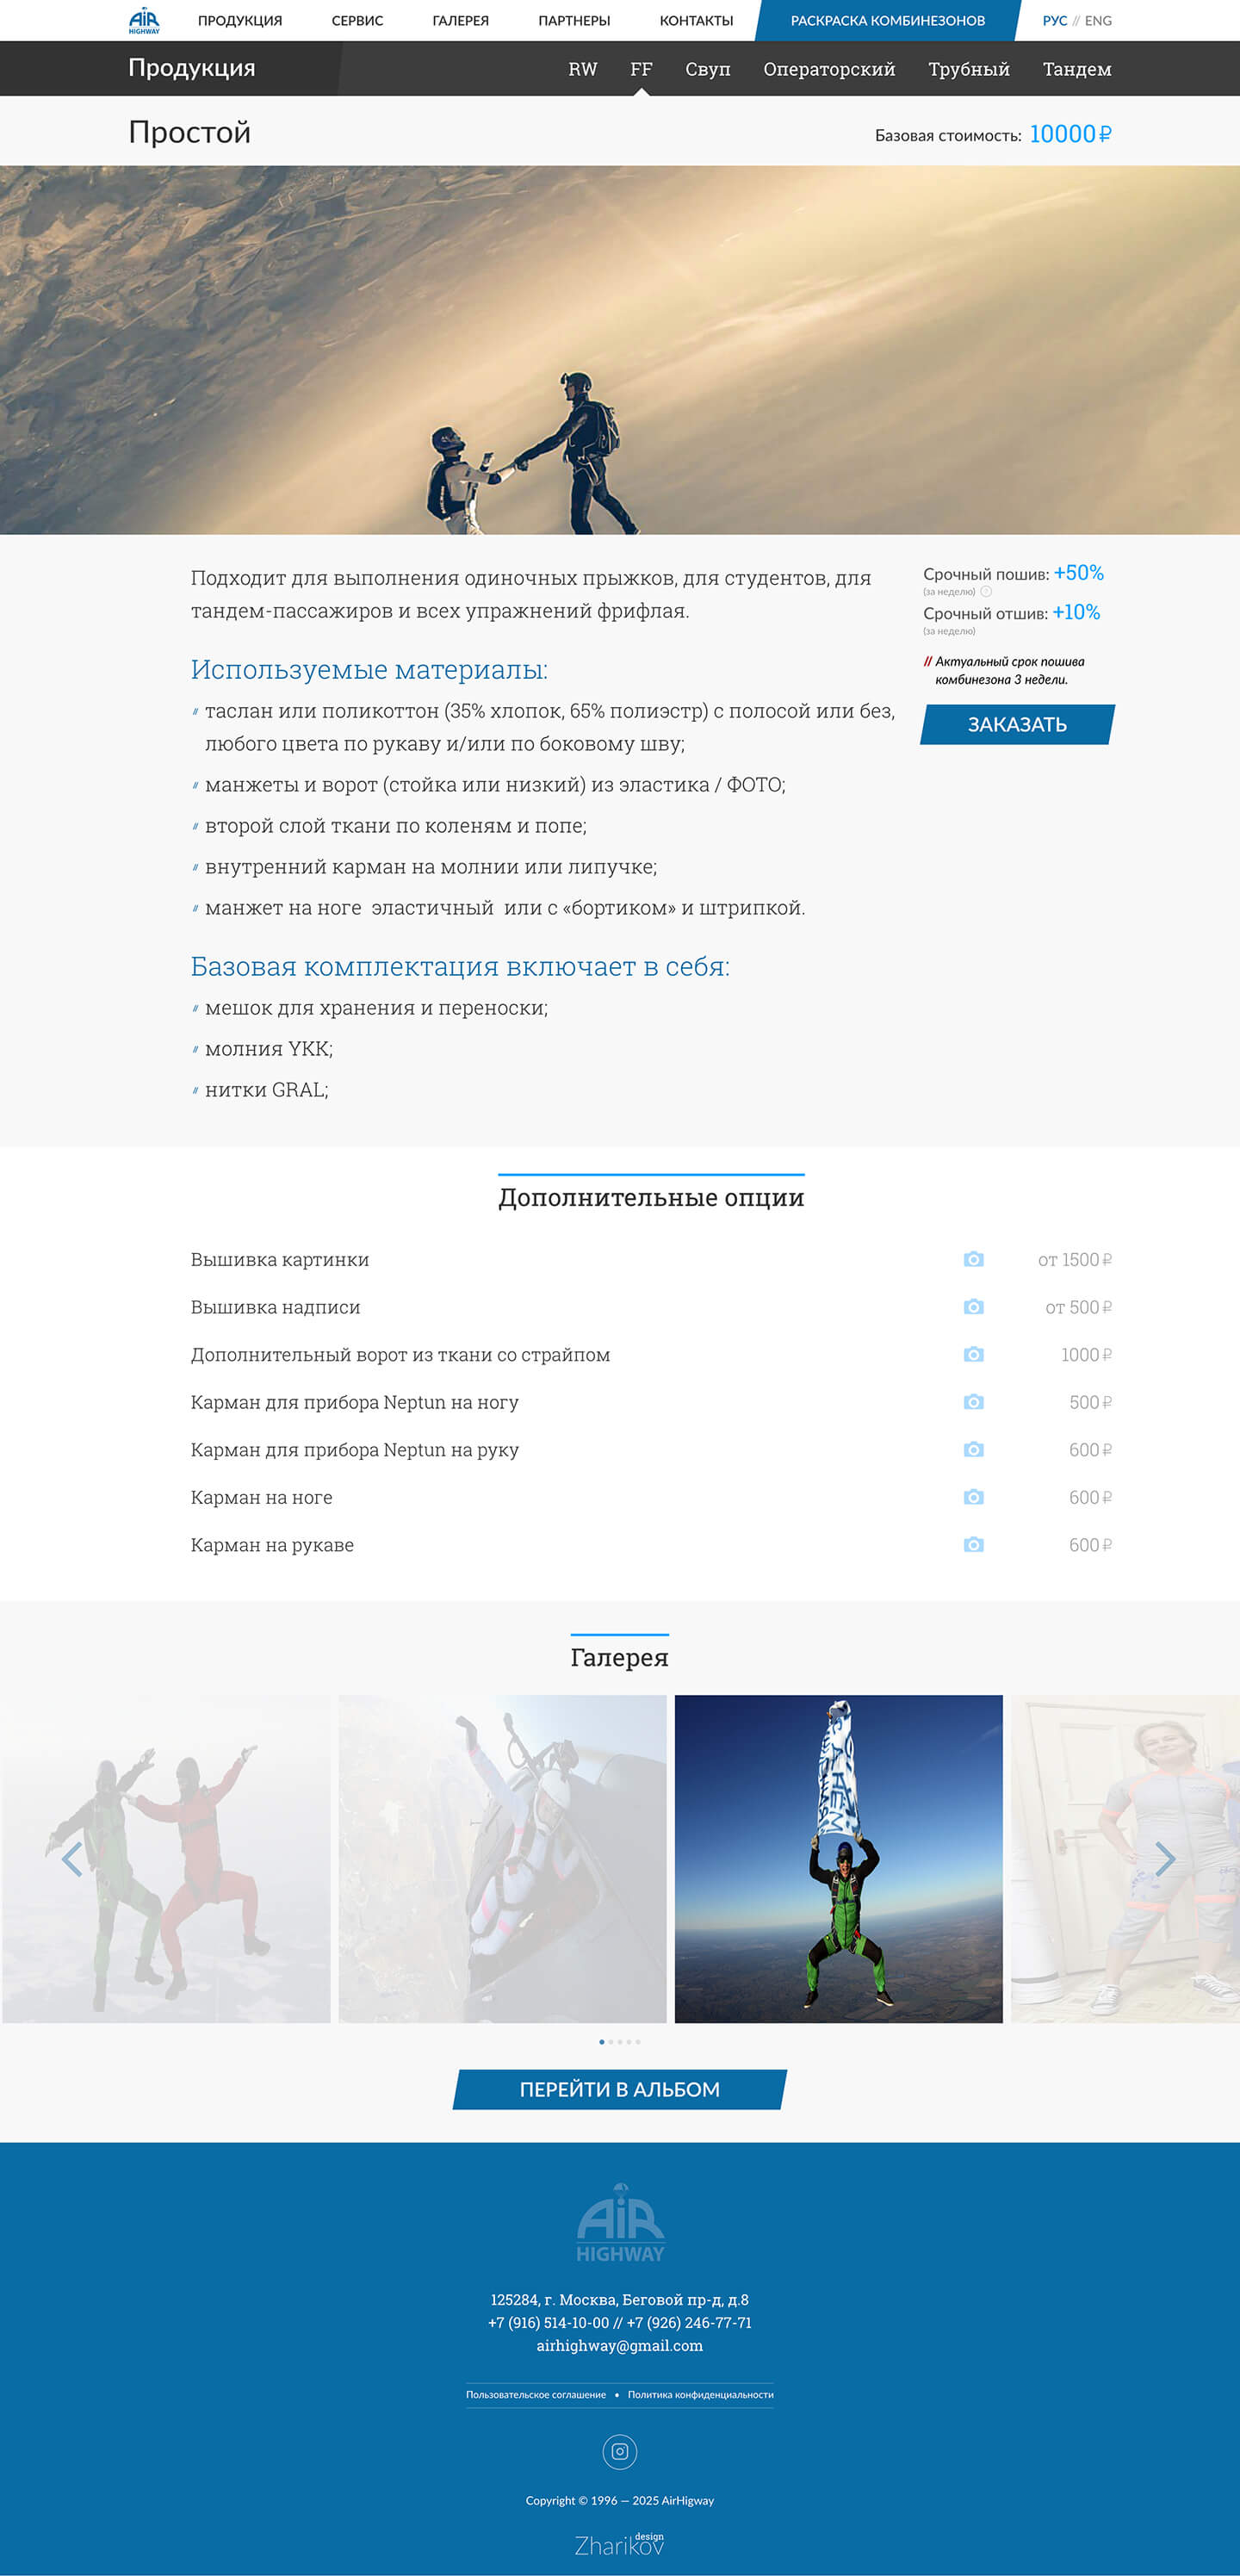 AIR
HIGHWAY
ПРОДУКЦИЯ СЕРВИС ГАЛЕРЕЯ ПАРТНЕРЫ КОНТАКТЫ РАСКРАСКА КОМБИНЕЗОНОВ РУС // ENG
Продукция RW FF Свуп Операторский Трубный Тандем
Простой Базовая стоимость: 10000 ₽
Подходит для выполнения одиночных прыжков, для студентов, для
тандем-пассажиров и всех упражнений фрифлая.
Срочный пошив: +50%
(за неделю) ?
Срочный отшив: +10%
(за неделю)
// Актуальный срок пошива
комбинезона 3 недели.
ЗАКАЗАТЬ
Используемые материалы:
// таслан или поликоттон (35% хлопок, 65% полиэстр) с полосой или без,
любого цвета по рукаву и/или по боковому шву;
// манжеты и ворот (стойка или низкий) из эластика / ФОТО;
// второй слой ткани по коленям и попе;
// внутренний карман на молнии или липучке;
// манжет на ноге эластичный или с «бортиком» и штрипкой.
Базовая комплектация включает в себя:
// мешок для хранения и переноски;
// молния YKK;
// нитки GRAL;
Дополнительные опции
Вышивка картинки от 1500 ₽
Вышивка надписи от 500 ₽
Дополнительный ворот из ткани со страйпом 1000 ₽
Карман для прибора Neptun на ногу 500 ₽
Карман для прибора Neptun на руку 600 ₽
Карман на ноге 600 ₽
Карман на рукаве 600 ₽
Галерея
ПЕРЕЙТИ В АЛЬБОМ
AIR
HIGHWAY
125284, г. Москва, Беговой пр-д, д.8
+7 (916) 514-10-00 // +7 (926) 246-77-71
airhighway@gmail.com
Пользовательское соглашение • Политика конфиденциальности
Copyright © 1996 — 2025 AirHigway
design
Zharikov